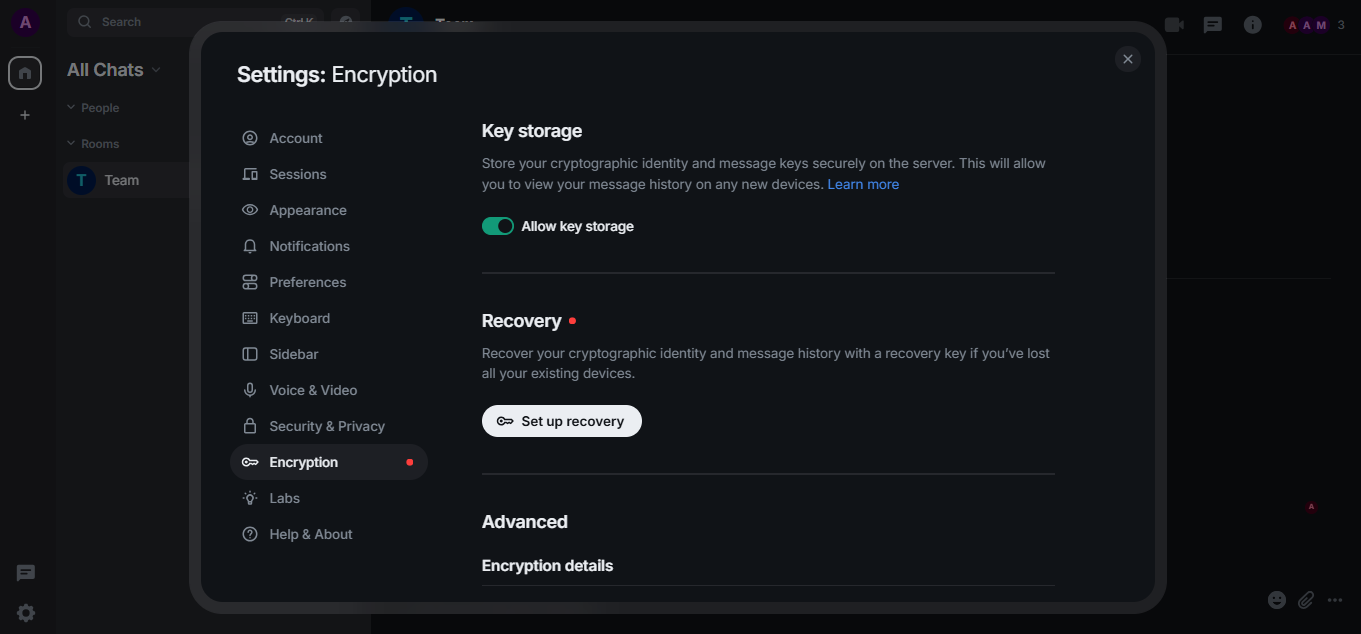 A
Search
Ctrl K
T
Team
A A M 3
All Chats
People
Rooms
T Team
Settings: Encryption
Account
Sessions
Appearance
Notifications
Preferences
Keyboard
Sidebar
Voice & Video
Security & Privacy
Encryption
Labs
Help & About
Key storage
Store your cryptographic identity and message keys securely on the server. This will allow
you to view your message history on any new devices. Learn more
Allow key storage
Recovery
Recover your cryptographic identity and message history with a recovery key if you've lost
all your existing devices.
Set up recovery
Advanced
Encryption details
A